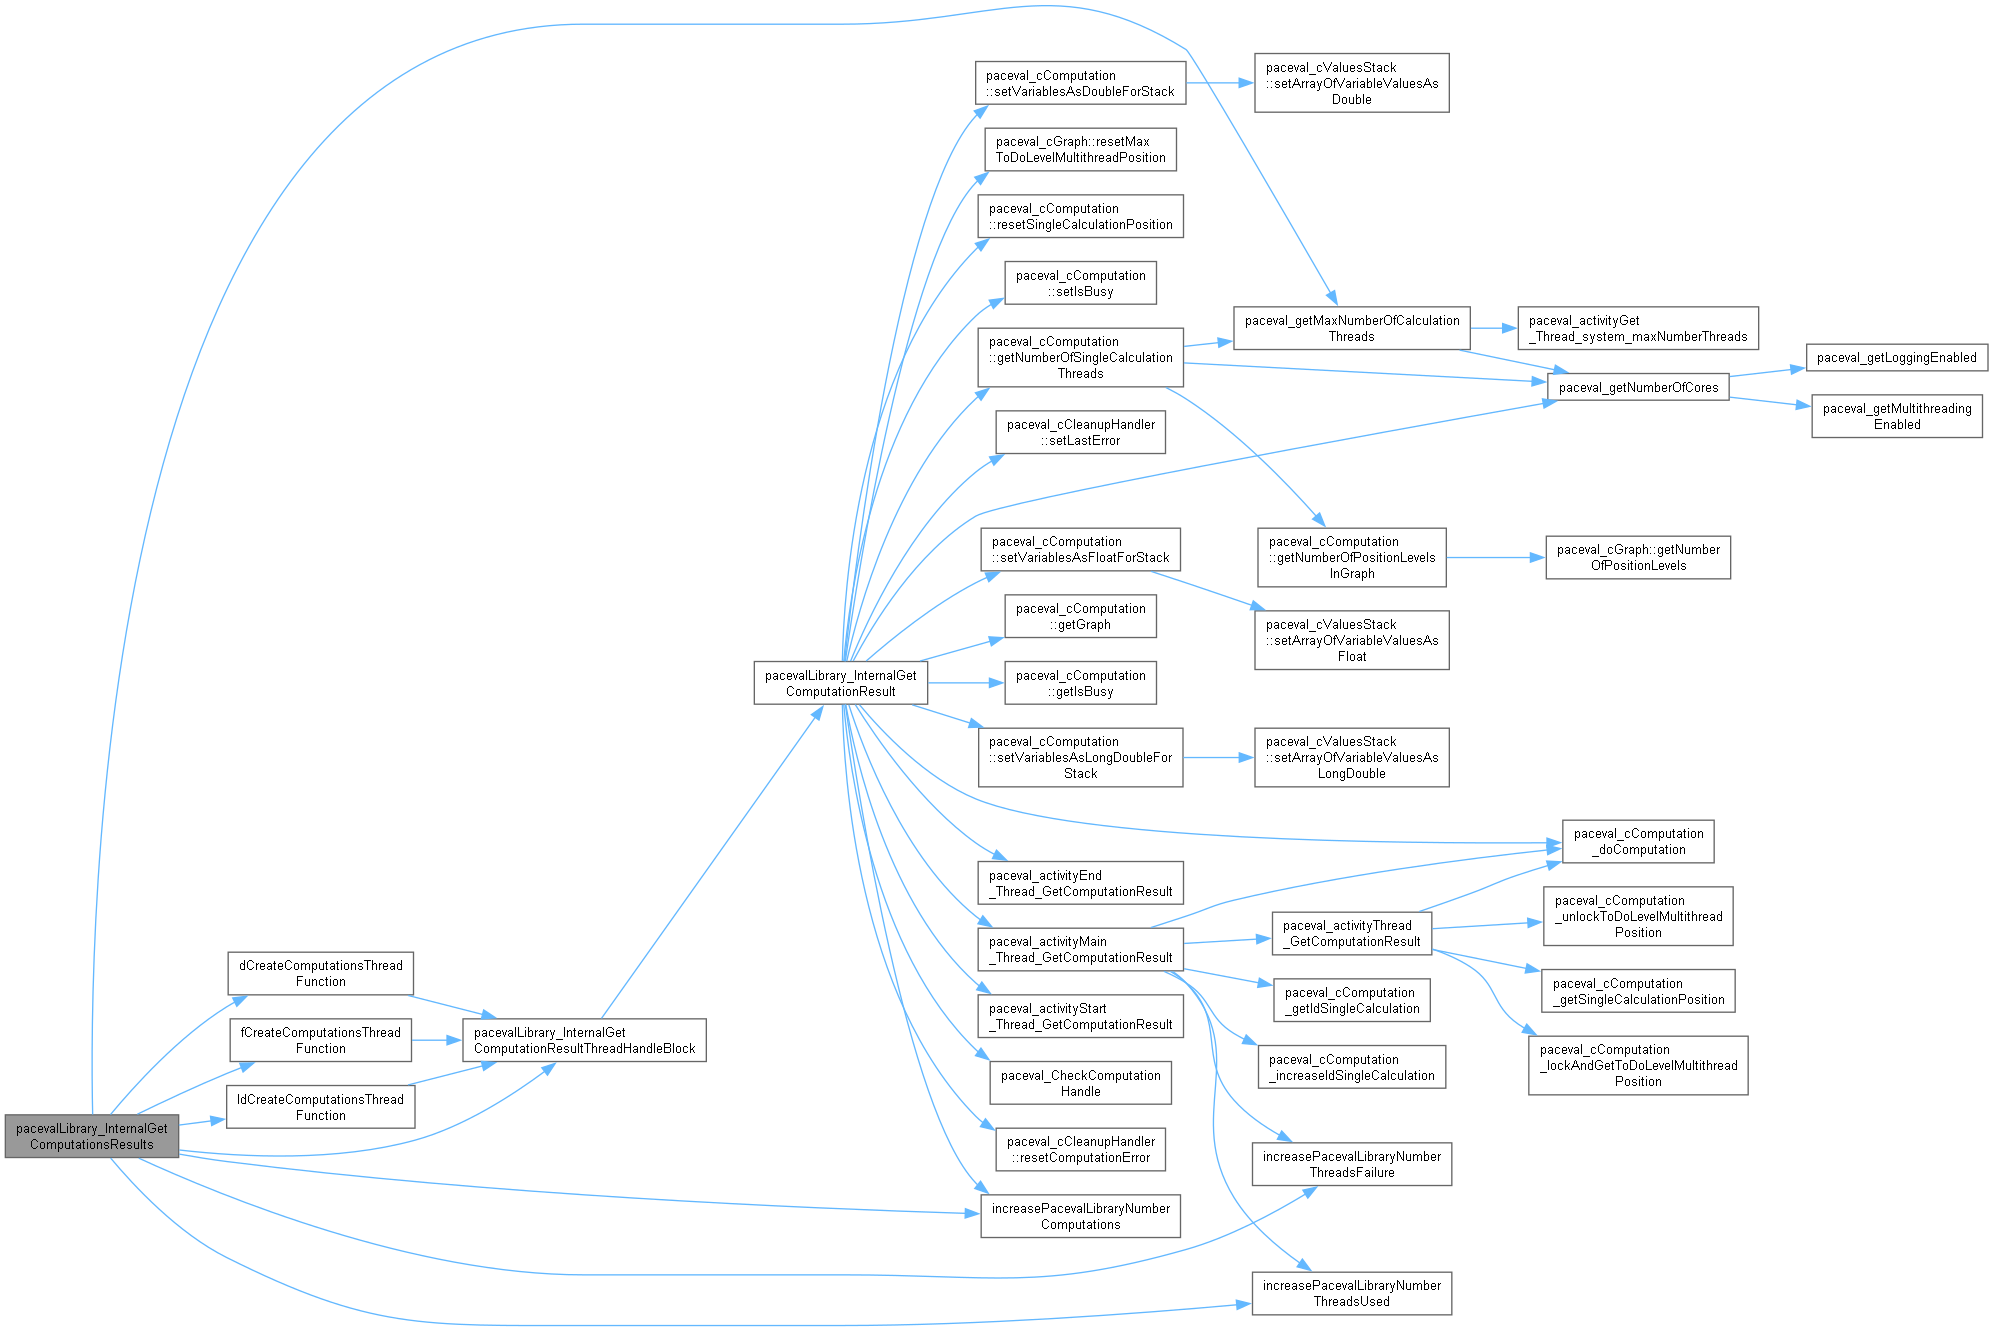 paceval_cComputation
::setVariablesAsDoubleForStack
paceval_cValuesStack
::setArrayOfVariableValuesAs
Double
paceval_cGraph::resetMax
ToDoLevelMultithreadPosition
paceval_cComputation
::resetSingleCalculationPosition
paceval_cComputation
::setIsBusy
paceval_cComputation
::getNumberOfSingleCalculation
Threads
paceval_getMaxNumberOfCalculation
Threads
paceval_activityGet
_Thread_system_maxNumberThreads
paceval_getNumberOfCores
paceval_getLoggingEnabled
paceval_getMultithreading
Enabled
paceval_cCleanupHandler
::setLastError
paceval_cComputation
::setVariablesAsFloatForStack
paceval_cComputation
::getNumberOfPositionLevels
InGraph
paceval_cGraph::getNumber
OfPositionLevels
paceval_cComputation
::getGraph
paceval_cValuesStack
::setArrayOfVariableValuesAs
Float
pacevalLibrary_InternalGet
ComputationResult
paceval_cComputation
::getIsBusy
paceval_cComputation
::setVariablesAsLongDoubleFor
Stack
paceval_cValuesStack
::setArrayOfVariableValuesAs
LongDouble
paceval_cComputation
_doComputation
paceval_activityEnd
_Thread_GetComputationResult
paceval_activityMain
_Thread_GetComputationResult
paceval_activityThread
_GetComputationResult
paceval_cComputation
_unlockToDoLevelMultithread
Position
paceval_cComputation
_getSingleCalculationPosition
paceval_cComputation
_getIdSingleCalculation
paceval_activityStart
_Thread_GetComputationResult
paceval_cComputation
_lockAndGetToDoLevelMultithread
Position
paceval_cComputation
_increaseIdSingleCalculation
dCreateComputationsThread
Function
fCreateComputationsThread
Function
pacevalLibrary_InternalGet
ComputationResultThreadHandleBlock
ldCreateComputationsThread
Function
paceval_CheckComputation
Handle
pacevalLibrary_InternalGet
ComputationsResults
paceval_cCleanupHandler
::resetComputationError
increasePacevalLibraryNumber
ThreadsFailure
increasePacevalLibraryNumber
Computations
increasePacevalLibraryNumber
ThreadsUsed